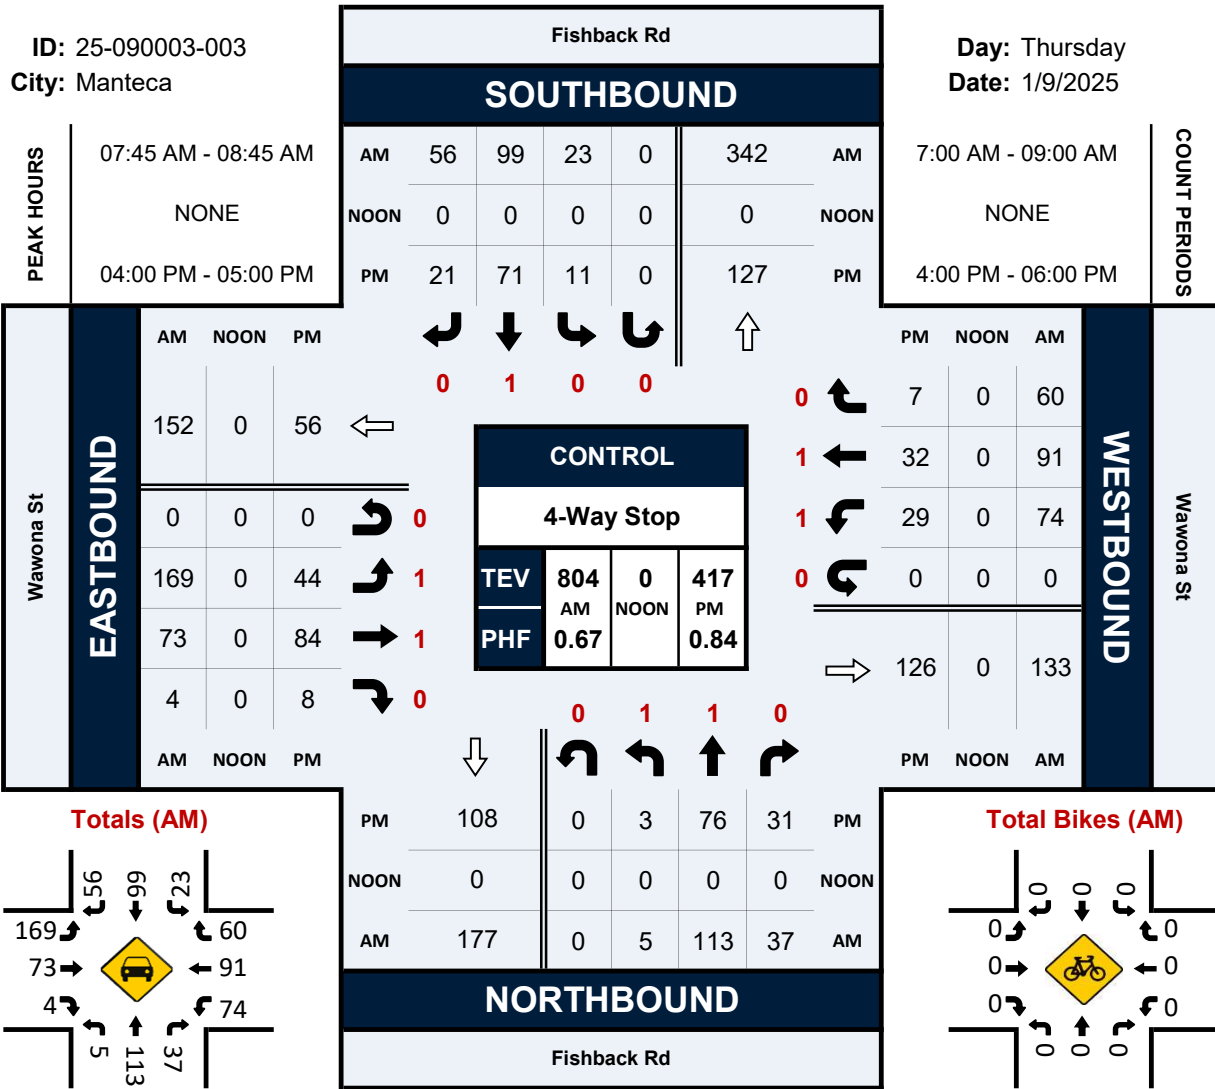 Fishback Rd
ID: 25-090003-003
Day: Thursday
City: Manteca
Date: 1/9/2025
SOUTHBOUND
PEAK HOURS
07:45 AM - 08:45 AM
NONE
04:00 PM - 05:00 PM
AM 56 99 23 0 342 AM
NOON 0 0 0 0 0 NOON
PM 21 71 11 0 127 PM
7:00 AM - 09:00 AM
NONE
4:00 PM - 06:00 PM
COUNT PERIODS
0 1 0 0
Wawona St
EASTBOUND
AM NOON PM
152 0 56
0 0 0 0
169 0 44 1
73 0 84 1
4 0 8 0
AM NOON PM
CONTROL
4-Way Stop
TEV 804 0 417
AM NOON PM
PHF 0.67 0.84
PM NOON AM
0 7 0 60
1 32 0 91
1 29 0 74
0 0 0 0
126 0 133
PM NOON AM
WESTBOUND
Wawona St
0 1 1 0
PM 108 0 3 76 31 PM
NOON 0 0 0 0 0 NOON
AM 177 0 5 113 37 AM
NORTHBOUND
Fishback Rd
Totals (AM)
56 99 23
169 60
73 91
4 74
5 113 37
Total Bikes (AM)
0 0 0
0 0
0 0
0 0
0 0 0